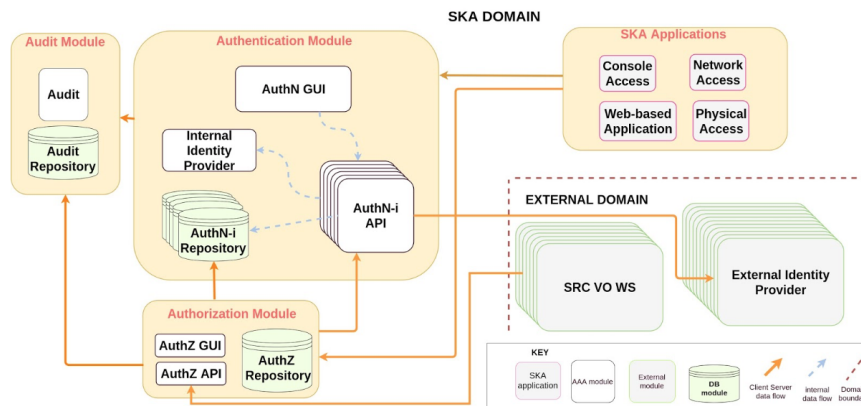 SKA DOMAIN
Audit Module
Audit
Audit
Repository
Authentication Module
AuthN GUI
Internal
Identity
Provider
AuthN-i
API
AuthN-i
Repository
SKA Applications
Console
Access
Network
Access
Web-based
Application
Physical
Access
EXTERNAL DOMAIN
SRC VO WS
External Identity
Provider
Authorization Module
AuthZ GUI
AuthZ API
AuthZ
Repository
KEY
SKA
application
AAA module
External
module
DB
module
Client Server
data flow
internal
data flow
Doma
bounda